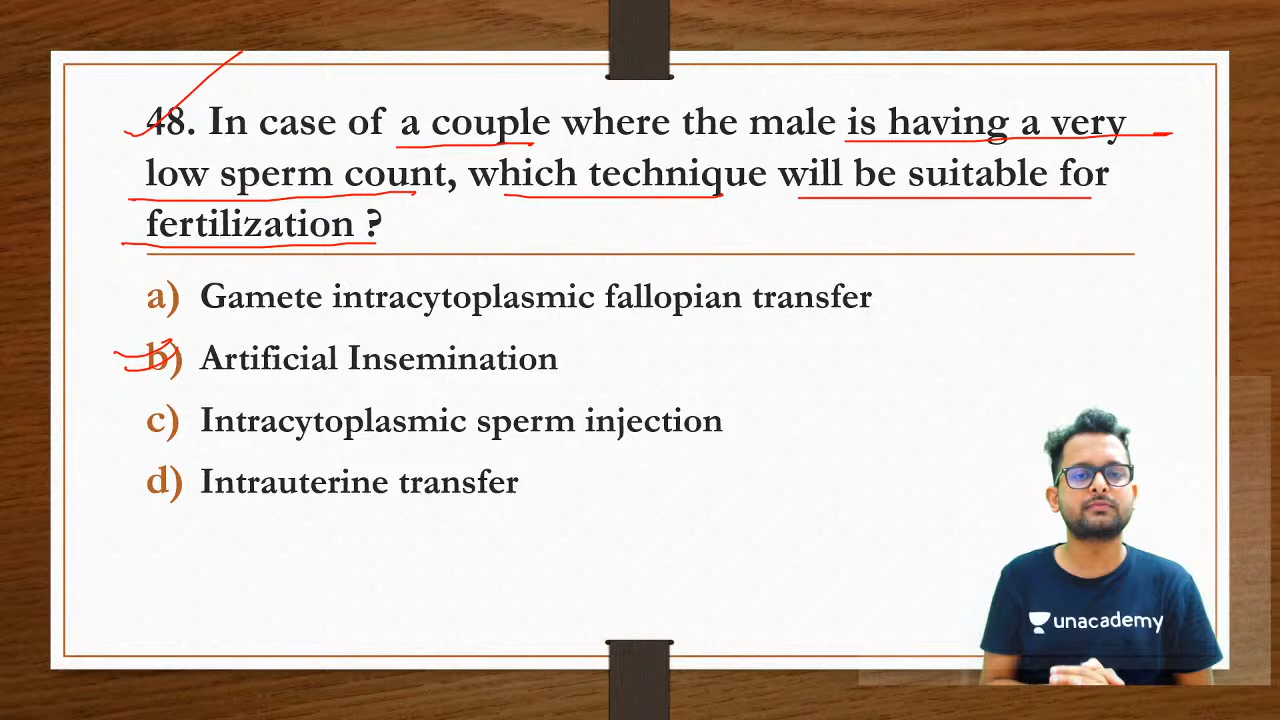 48. In case of a couple where the male is having a very
low sperm count, which technique will be suitable for
fertilization ?
a) Gamete intracytoplasmic fallopian transfer
b) Artificial Insemination
c) Intracytoplasmic sperm injection
d) Intrauterine transfer
unacademy